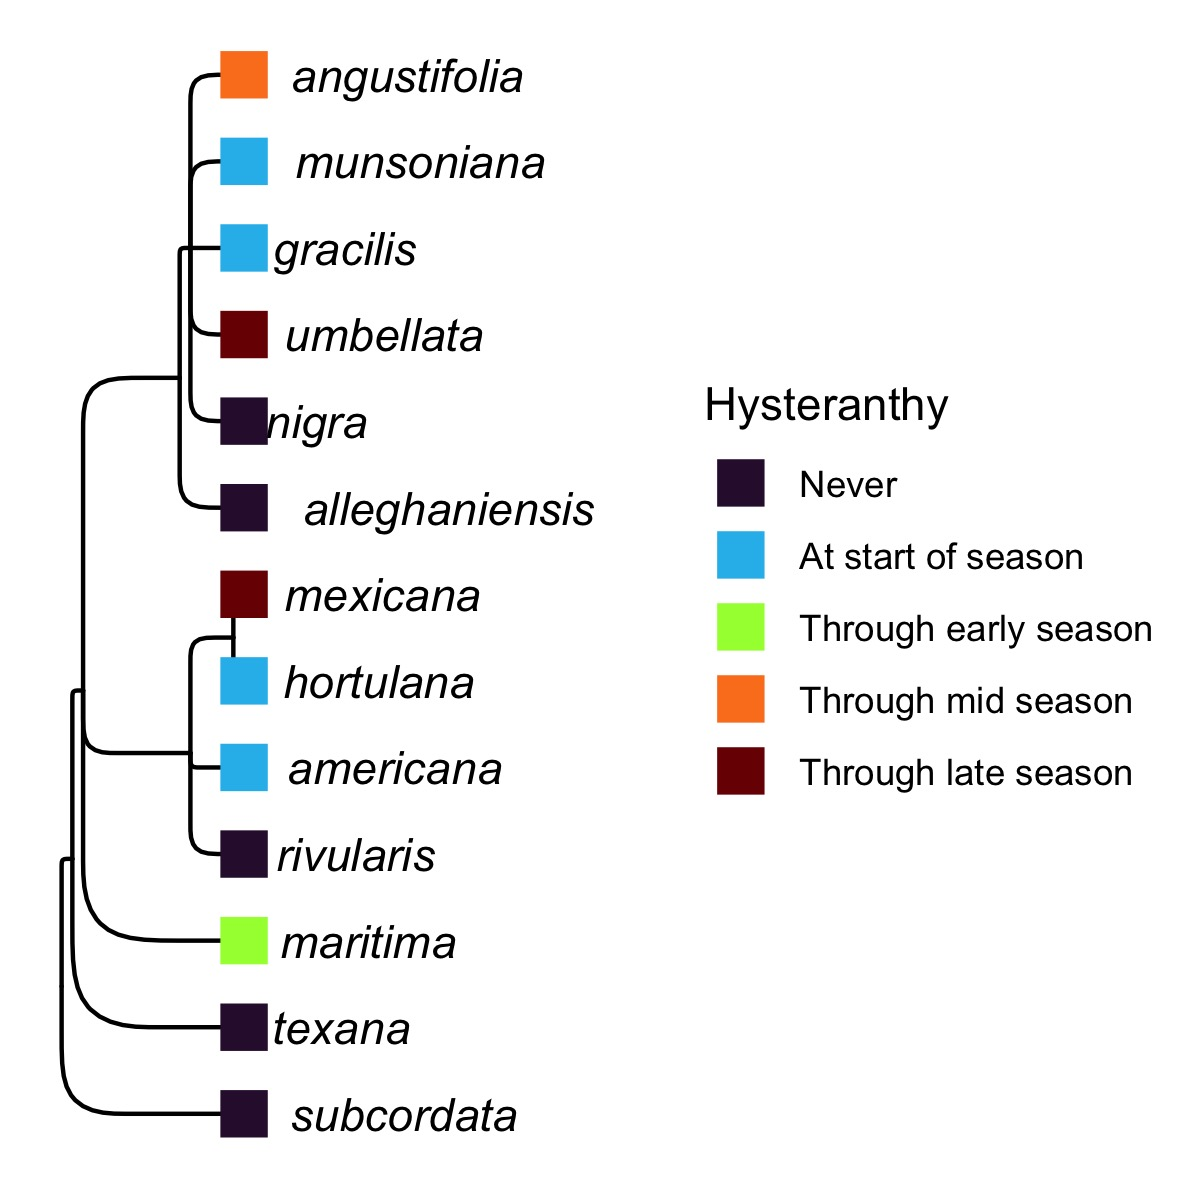 angustifolia
munsoniana
gracilis
umbellata
nigra
alleghaniensis
mexicana
hortulana
americana
rivularis
maritima
texana
subcordata
Hysteranthy
Never
At start of season
Through early season
Through mid season
Through late season